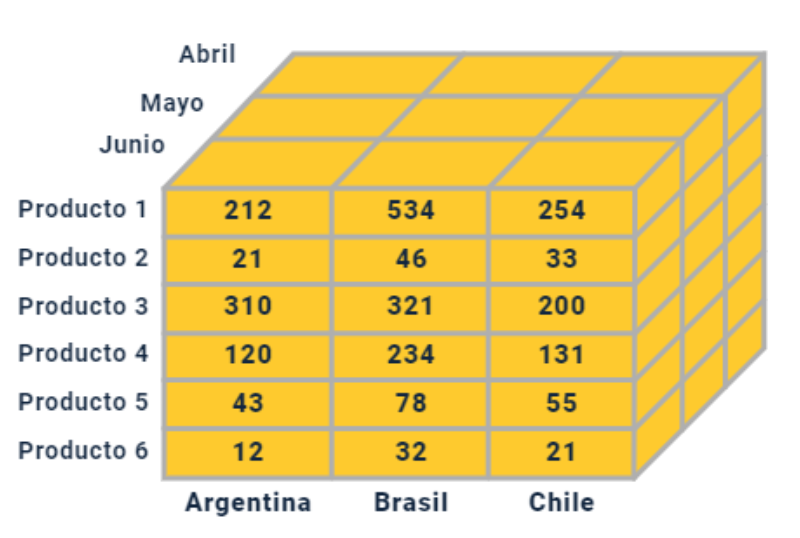 Abril
Mayo
Junio
Producto 1 212 534 254
Producto 2 21 46 33
Producto 3 310 321 200
Producto 4 120 234 131
Producto 5 43 78 55
Producto 6 12 32 21
Argentina Brasil Chile